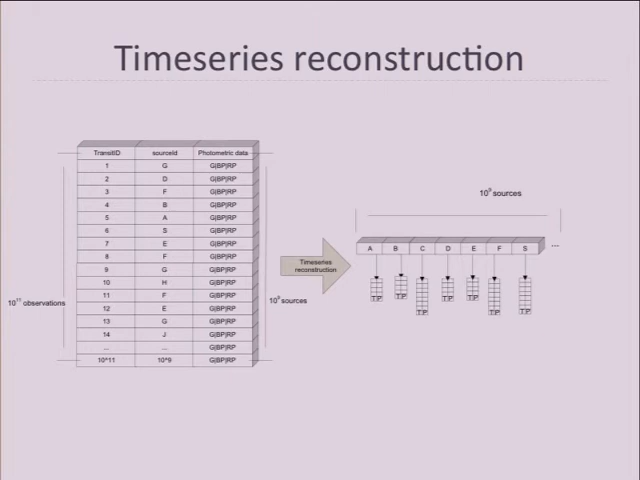 Timeseries reconstruction
TransitID sourceId Photometric data
1 G G|BP|RP
2 D G|BP|RP
3 F G|BP|RP
4 B G|BP|RP
5 A G|BP|RP
6 S G|BP|RP
7 E G|BP|RP
8 F G|BP|RP
9 G G|BP|RP
10 H G|BP|RP
11 F G|BP|RP
12 E G|BP|RP
13 G G|BP|RP
14 J G|BP|RP
... ... G|BP|RP
10^11 10^9 G|BP|RP
10¹¹ observations
10⁹ sources
Timeseries
reconstruction
10⁹ sources
A B C D E F S ...
T|P T|P T|P T|P T|P T|P T|P